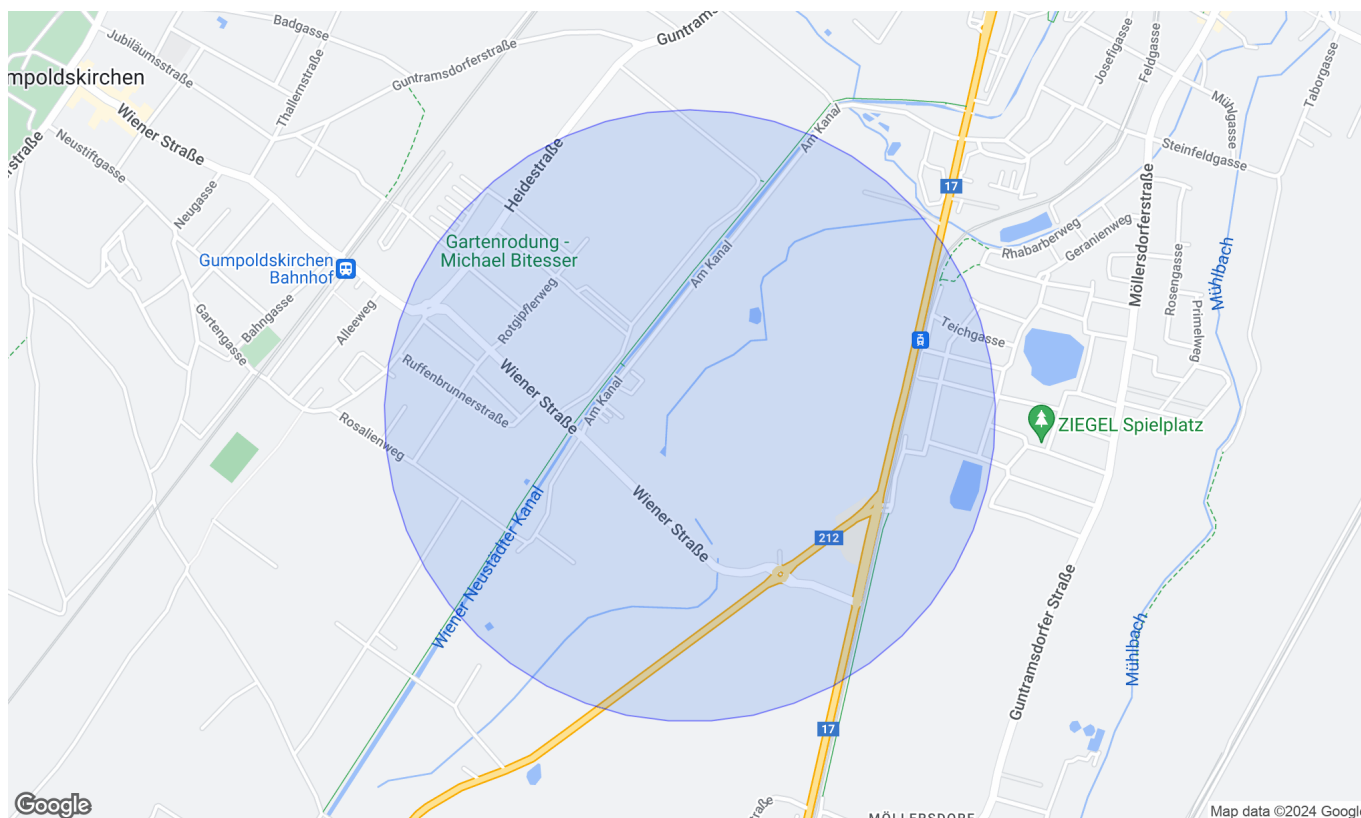 Badgasse
Jubiläumsstraße
Guntramsdorferstraße
Guntrams
mpoldskirchen
Thallernstraße
Wiener Straße
Neustiftgasse
erstraße
Neugasse
Heidestraße
Am Kanal
Josefigasse
Feldgasse
Mühlgasse
Taborgasse
Steinfeldgasse
17
Möllersdorferstraße
Rhabarberweg
Geranienweg
Rosengasse
Mühlbach
Primelweg
Gartenrodung -
Michael Bitesser
Gumpoldskirchen
Bahnhof
Am Kanal
Bahngasse
Alleeweg
Gartengasse
Rotgipflerweg
Teichgasse
Ruffenbrunnerstraße
Wiener Straße
Am Kanal
Rosalienweg
ZIEGEL Spielplatz
Wiener Straße
Wiener Neustädter Kanal
212
Guntramsdorfer Straße
Mühlbach
17
straße
MÖLLERSDORF
Google
Map data ©2024 Google